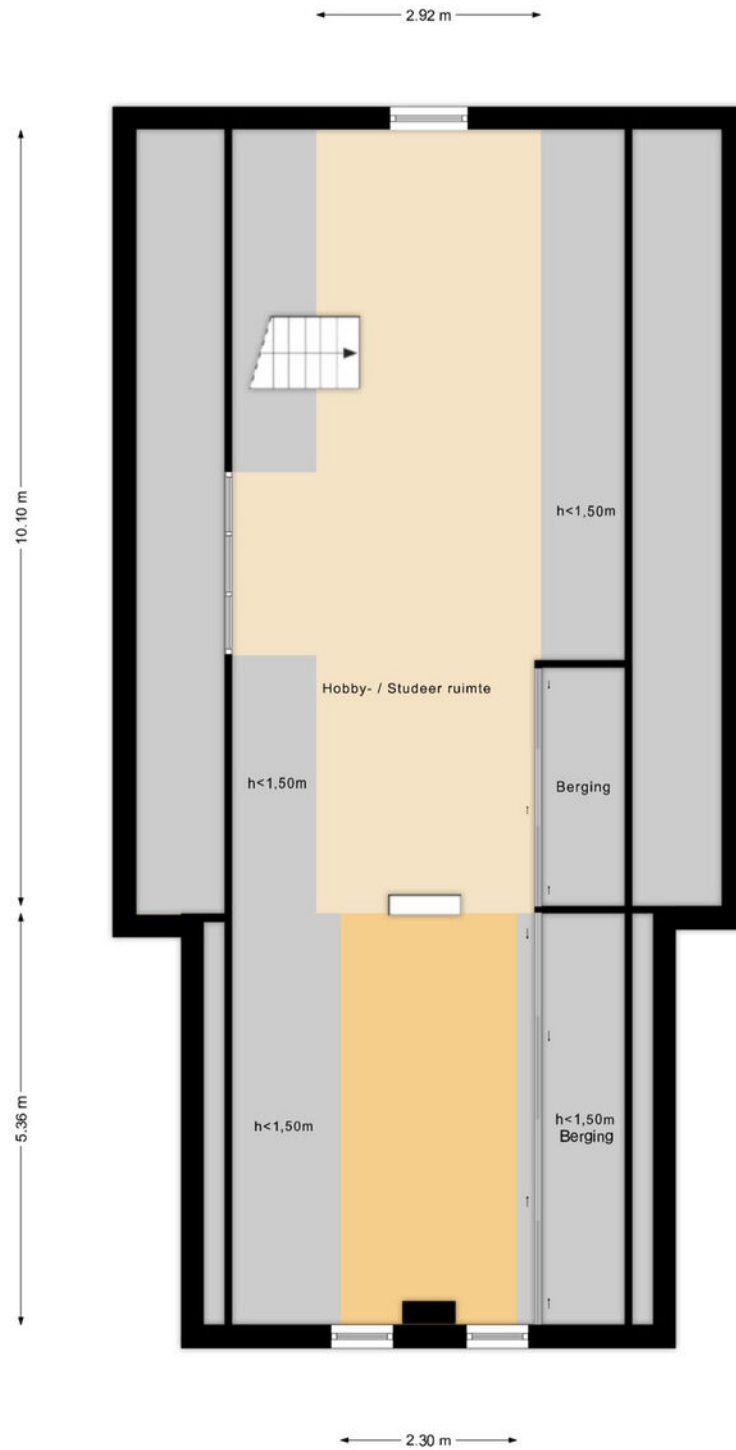 2.92 m
10.10 m
h<1,50m
Hobby- / Studeer ruimte
h<1,50m
Berging
5.36 m
h<1,50m
Berging
h<1,50m
2.30 m